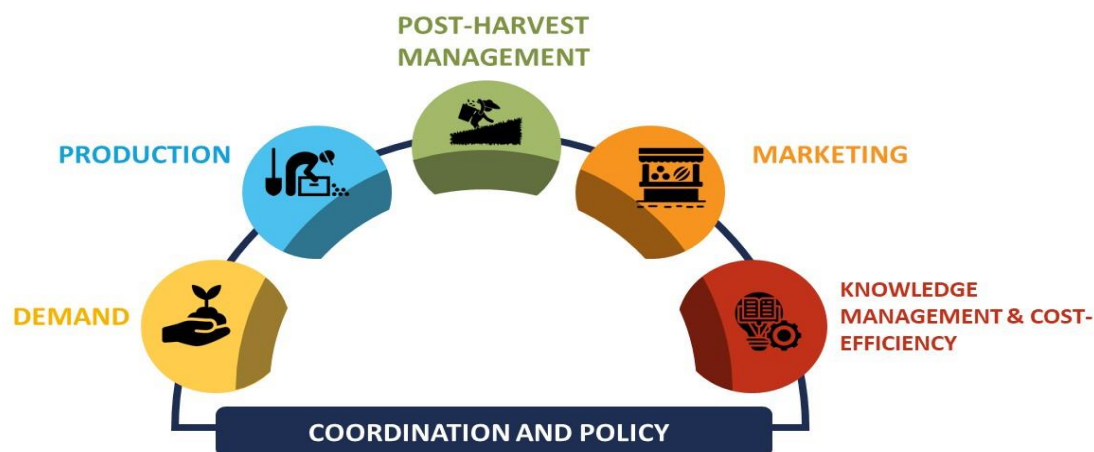 POST-HARVEST
MANAGEMENT
PRODUCTION
MARKETING
DEMAND
KNOWLEDGE
MANAGEMENT & COST-
EFFICIENCY
COORDINATION AND POLICY